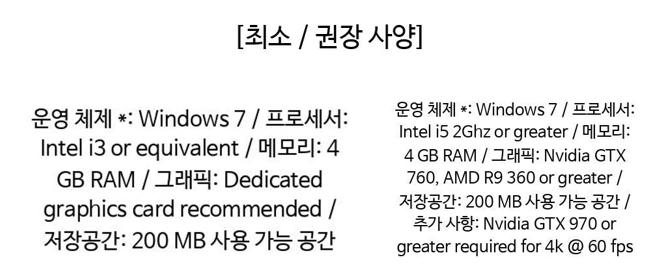 [최소 / 권장 사양]
운영 체제 *: Windows 7 / 프로세서:
Intel i3 or equivalent / 메모리: 4
GB RAM / 그래픽: Dedicated
graphics card recommended /
저장공간: 200 MB 사용 가능 공간
운영 체제 *: Windows 7 / 프로세서:
Intel i5 2Ghz or greater / 메모리:
4 GB RAM / 그래픽: Nvidia GTX
760, AMD R9 360 or greater /
저장공간: 200 MB 사용 가능 공간 /
추가 사항: Nvidia GTX 970 or
greater required for 4k @ 60 fps